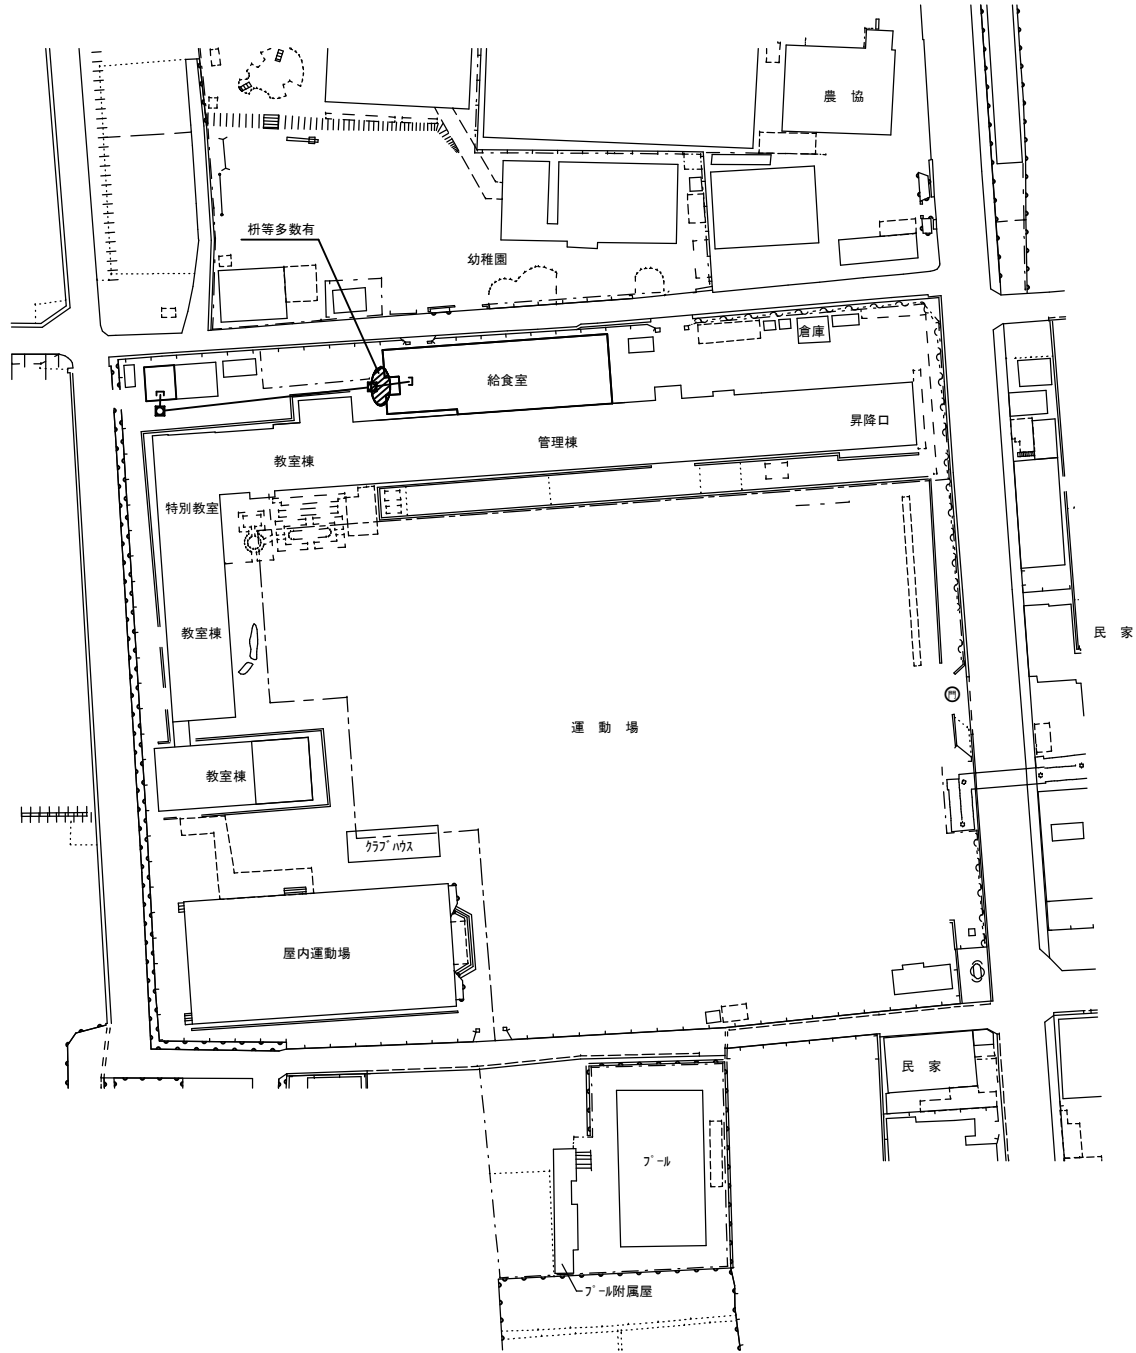 農　協
枡等多数有
幼稚園
倉庫
給食室
昇降口
管理棟
教室棟
特別教室
教室棟
民　家
運　動　場
教室棟
ｸﾗﾌﾞﾊｳｽ
屋内運動場
民　家
ﾌﾟｰﾙ
ﾌﾟｰﾙ附属屋